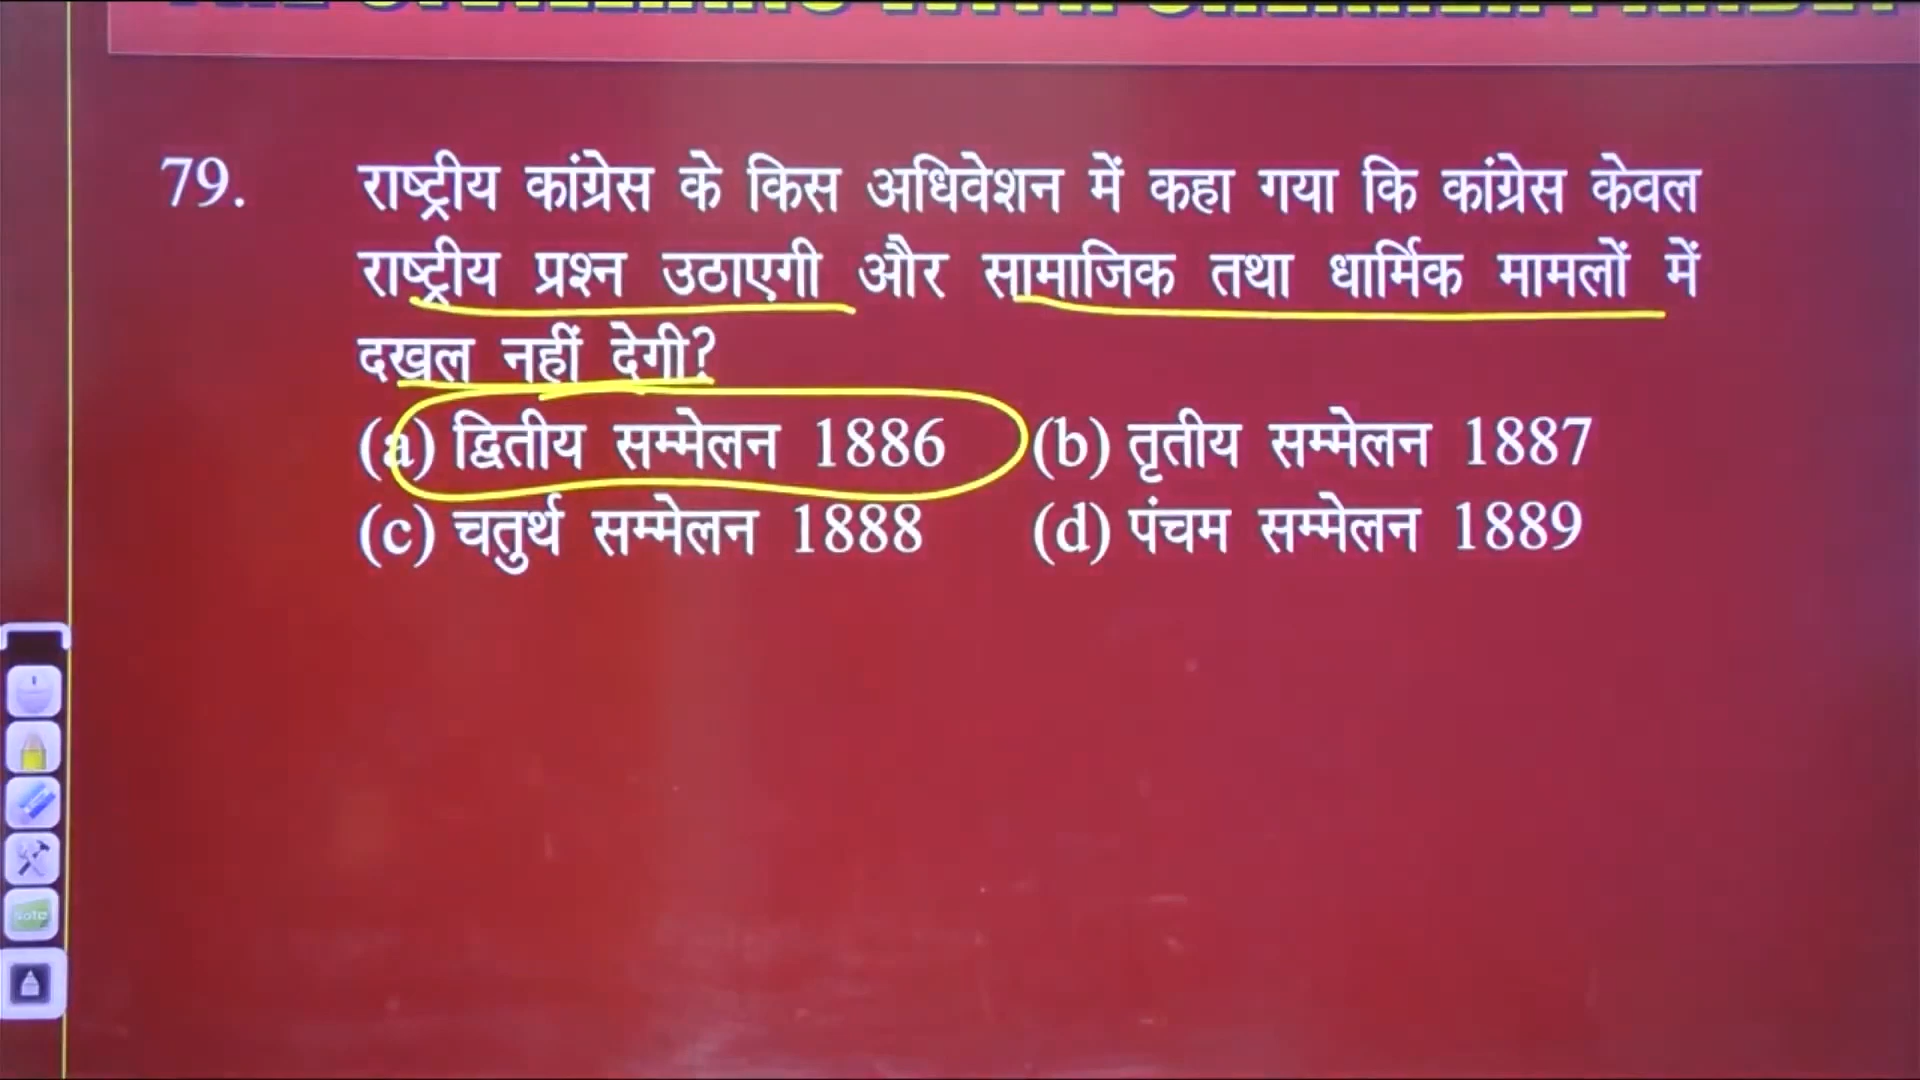 79. राष्ट्रीय कांग्रेस के किस अधिवेशन में कहा गया कि कांग्रेस केवल
राष्ट्रीय प्रश्न उठाएगी और सामाजिक तथा धार्मिक मामलों में
दखल नहीं देगी?
(a) द्वितीय सम्मेलन 1886 (b) तृतीय सम्मेलन 1887
(c) चतुर्थ सम्मेलन 1888 (d) पंचम सम्मेलन 1889
Note